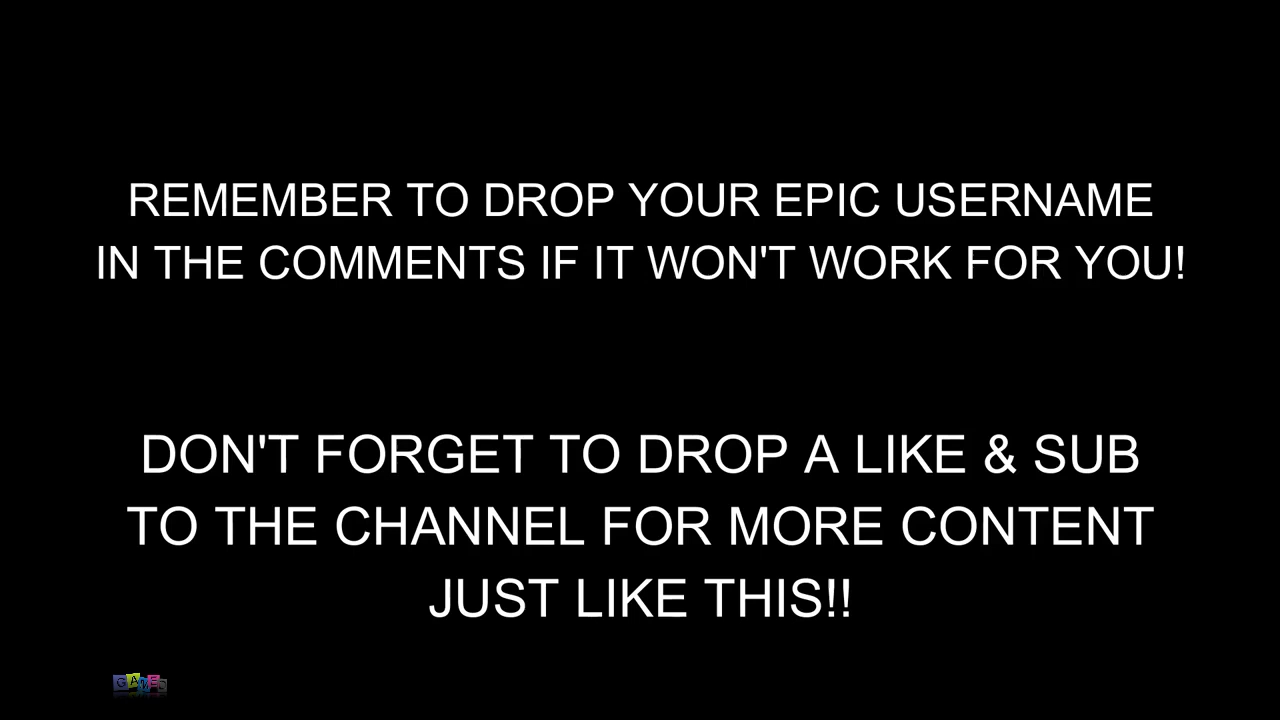 REMEMBER TO DROP YOUR EPIC USERNAME
IN THE COMMENTS IF IT WON'T WORK FOR YOU!
DON'T FORGET TO DROP A LIKE & SUB
TO THE CHANNEL FOR MORE CONTENT
JUST LIKE THIS!!
GAMES